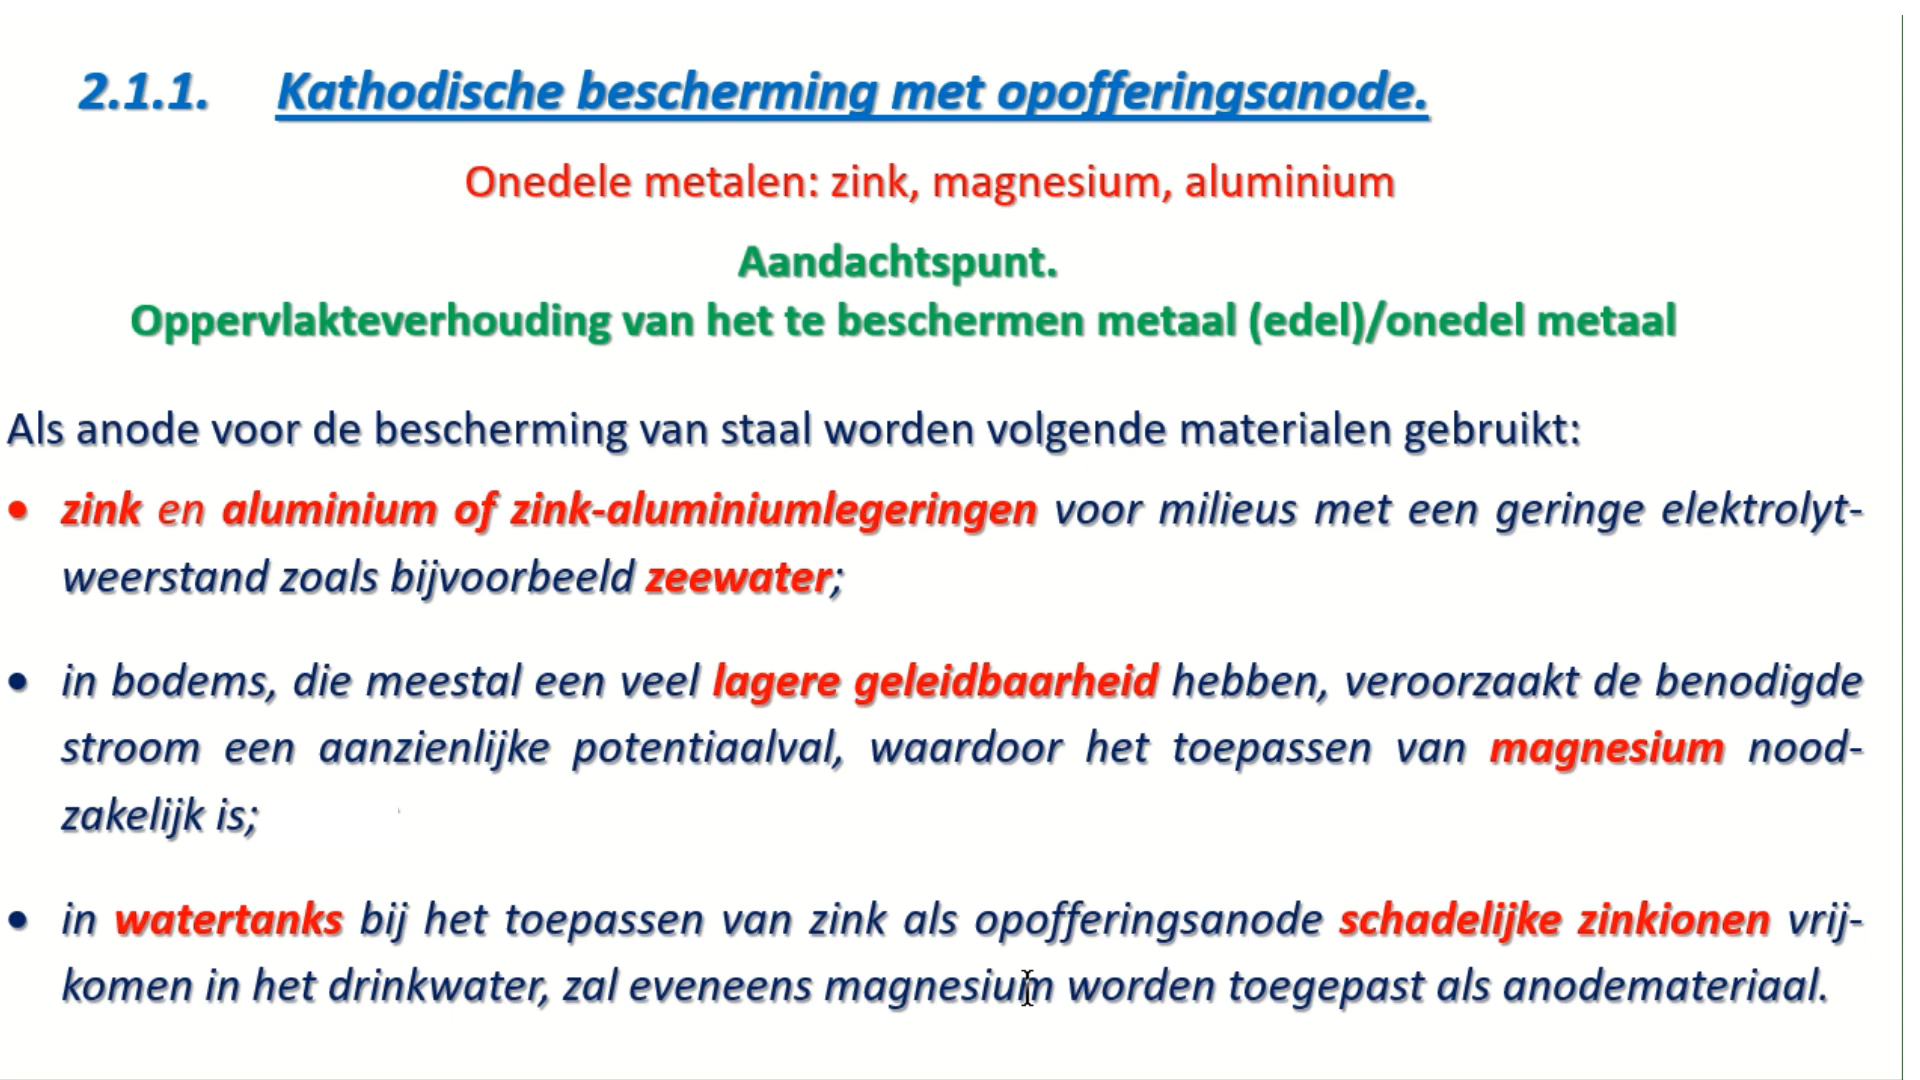 2.1.1. Kathodische bescherming met opofferingsanode.
Onedele metalen: zink, magnesium, aluminium
Aandachtspunt.
Oppervlakteverhouding van het te beschermen metaal (edel)/onedel metaal
Als anode voor de bescherming van staal worden volgende materialen gebruikt:
• zink en aluminium of zink-aluminiumlegeringen voor milieus met een geringe elektrolyt-
weerstand zoals bijvoorbeeld zeewater;
• in bodems, die meestal een veel lagere geleidbaarheid hebben, veroorzaakt de benodigde
stroom een aanzienlijke potentiaalval, waardoor het toepassen van magnesium nood-
zakelijk is;
• in watertanks bij het toepassen van zink als opofferingsanode schadelijke zinkionen vrij-
komen in het drinkwater, zal eveneens magnesium worden toegepast als anodemateriaal.